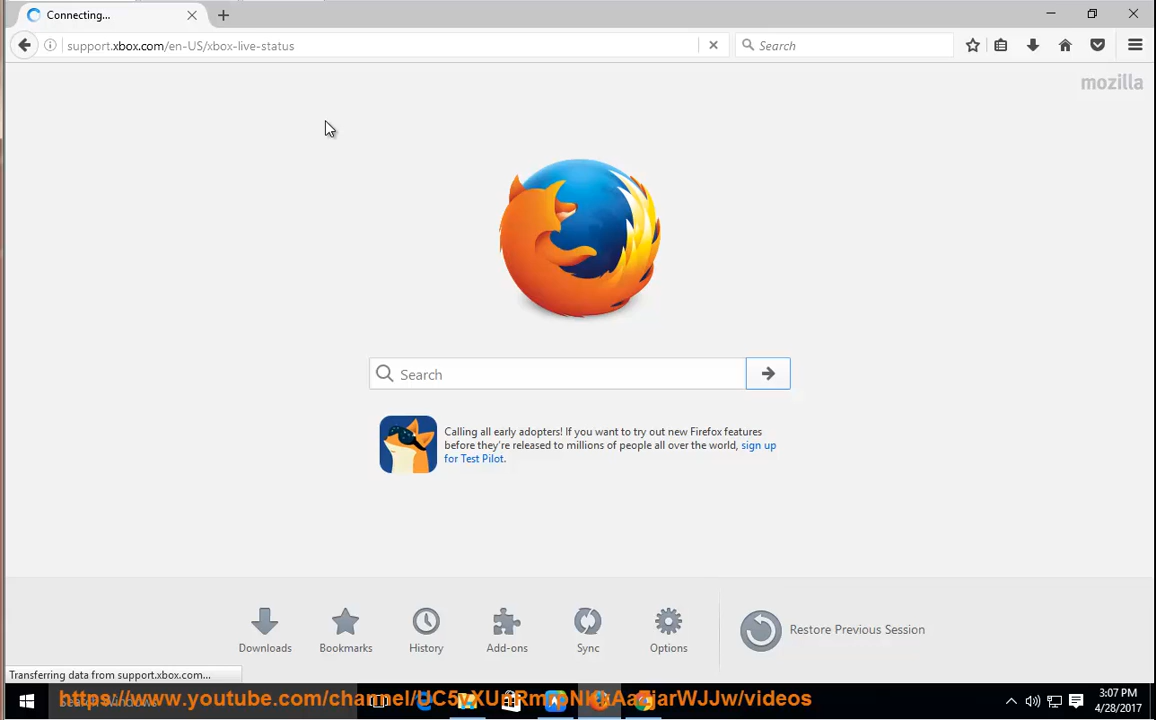 Connecting...
support.xbox.com/en-US/xbox-live-status
Search
mozilla
Search
Calling all early adopters! If you want to try out new Firefox features
before they're released to millions of people all over the world, sign up
for Test Pilot.
Downloads
Bookmarks
History
Add-ons
Sync
Options
Restore Previous Session
Transferring data from support.xbox.com...
Search Windows
3:07 PM
4/28/2017